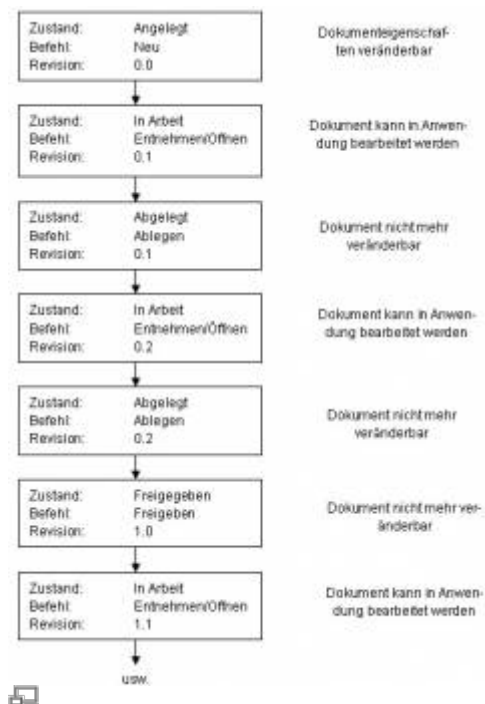 Zustand: Angelegt
Befehl: Neu
Revision: 0.0
Dokumenteigenschaf-
ten veränderbar
Zustand: In Arbeit
Befehl: Entnehmen/Öffnen
Revision: 0.1
Dokument kann in Anwen-
dung bearbeitet werden
Zustand: Abgelegt
Befehl: Ablegen
Revision: 0.1
Dokument nicht mehr
veränderbar
Zustand: In Arbeit
Befehl: Entnehmen/Öffnen
Revision: 0.2
Dokument kann in Anwen-
dung bearbeitet werden
Zustand: Abgelegt
Befehl: Ablegen
Revision: 0.2
Dokument nicht mehr
veränderbar
Zustand: Freigegeben
Befehl: Freigeben
Revision: 1.0
Dokument nicht mehr ver-
änderbar
Zustand: In Arbeit
Befehl: Entnehmen/Öffnen
Revision: 1.1
Dokument kann in Anwen-
dung bearbeitet werden
usw.